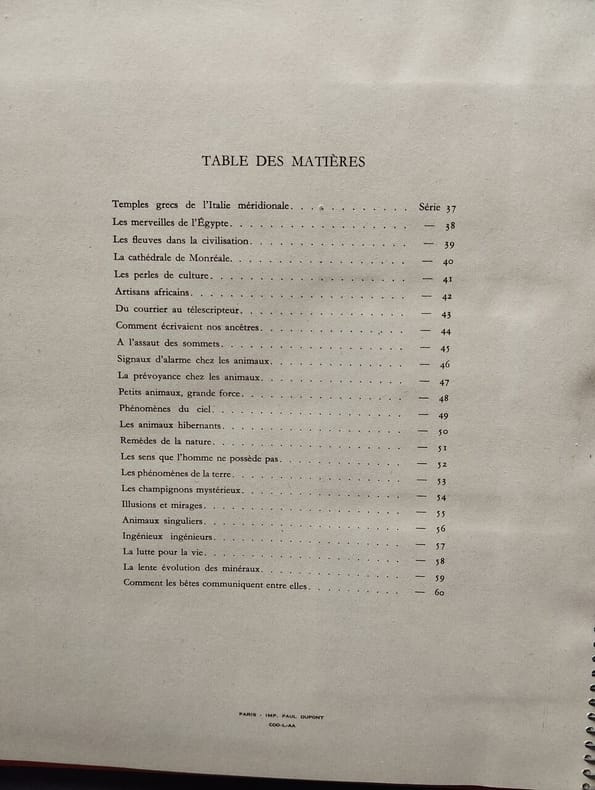 TABLE DES MATIÈRES
Temples grecs de l'Italie méridionale. . . . . . . . . . . . Série 37
Les merveilles de l'Égypte. . . . . . . . . . . . . . . . . . — 38
Les fleuves dans la civilisation. . . . . . . . . . . . . . . . — 39
La cathédrale de Monréale. . . . . . . . . . . . . . . . . . — 40
Les perles de culture. . . . . . . . . . . . . . . . . . . . — 41
Artisans africains. . . . . . . . . . . . . . . . . . . . . . — 42
Du courrier au télescripteur. . . . . . . . . . . . . . . . . — 43
Comment écrivaient nos ancêtres. . . . . . . . . . . . . . . — 44
A l'assaut des sommets. . . . . . . . . . . . . . . . . . . — 45
Signaux d'alarme chez les animaux. . . . . . . . . . . . . . — 46
La prévoyance chez les animaux. . . . . . . . . . . . . . . — 47
Petits animaux, grande force. . . . . . . . . . . . . . . . . — 48
Phénomènes du ciel. . . . . . . . . . . . . . . . . . . . — 49
Les animaux hibernants. . . . . . . . . . . . . . . . . . . — 50
Remèdes de la nature. . . . . . . . . . . . . . . . . . . . — 51
Les sens que l'homme ne possède pas. . . . . . . . . . . . . — 52
Les phénomènes de la terre. . . . . . . . . . . . . . . . . — 53
Les champignons mystérieux. . . . . . . . . . . . . . . . . — 54
Illusions et mirages. . . . . . . . . . . . . . . . . . . . . — 55
Animaux singuliers. . . . . . . . . . . . . . . . . . . . . — 56
Ingénieux ingénieurs. . . . . . . . . . . . . . . . . . . . — 57
La lutte pour la vie. . . . . . . . . . . . . . . . . . . . . — 58
La lente évolution des minéraux. . . . . . . . . . . . . . . — 59
Comment les bêtes communiquent entre elles. . . . . . . . . . — 60
PARIS - IMP. PAUL DUPONT
COO-L-AA